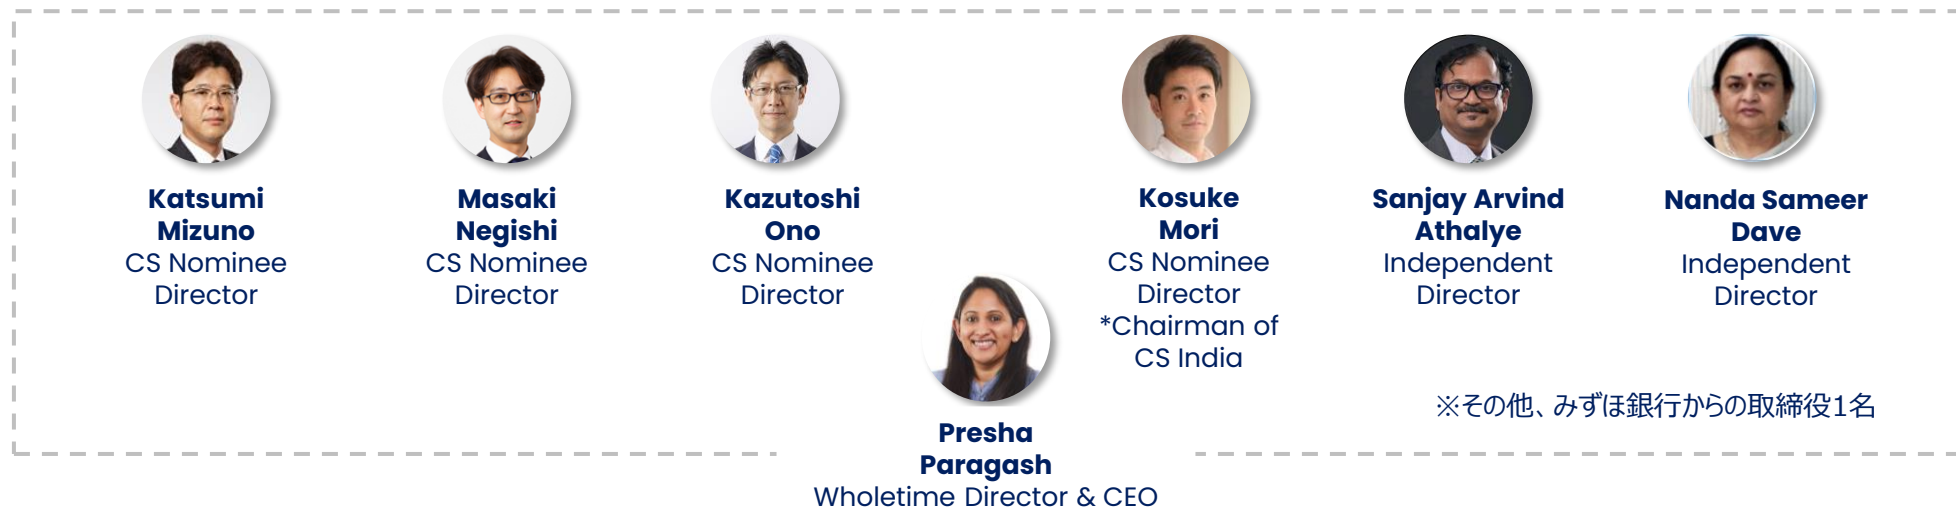 Katsumi
Mizuno
CS Nominee
Director
Masaki
Negishi
CS Nominee
Director
Kazutoshi
Ono
CS Nominee
Director
Kosuke
Mori
CS Nominee
Director
*Chairman of
CS India
Sanjay Arvind
Athalye
Independent
Director
Nanda Sameer
Dave
Independent
Director
※その他、みずほ銀行からの取締役1名
Presha
Paragash
Wholetime Director & CEO